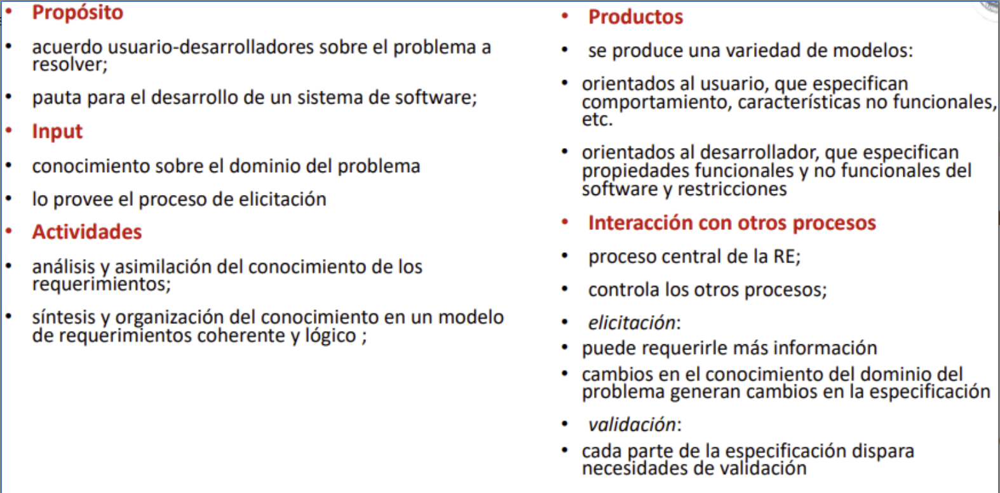 • Propósito
• acuerdo usuario-desarrolladores sobre el problema a
resolver;
• pauta para el desarrollo de un sistema de software;
• Input
• conocimiento sobre el dominio del problema
• lo provee el proceso de elicitación
• Actividades
• análisis y asimilación del conocimiento de los
requerimientos;
• síntesis y organización del conocimiento en un modelo
de requerimientos coherente y lógico ;
• Productos
• se produce una variedad de modelos:
• orientados al usuario, que especifican
comportamiento, características no funcionales,
etc.
• orientados al desarrollador, que especifican
propiedades funcionales y no funcionales del
software y restricciones
• Interacción con otros procesos
• proceso central de la RE;
• controla los otros procesos;
• elicitación:
• puede requerirle más información
• cambios en el conocimiento del dominio del
problema generan cambios en la especificación
• validación:
• cada parte de la especificación dispara
necesidades de validación